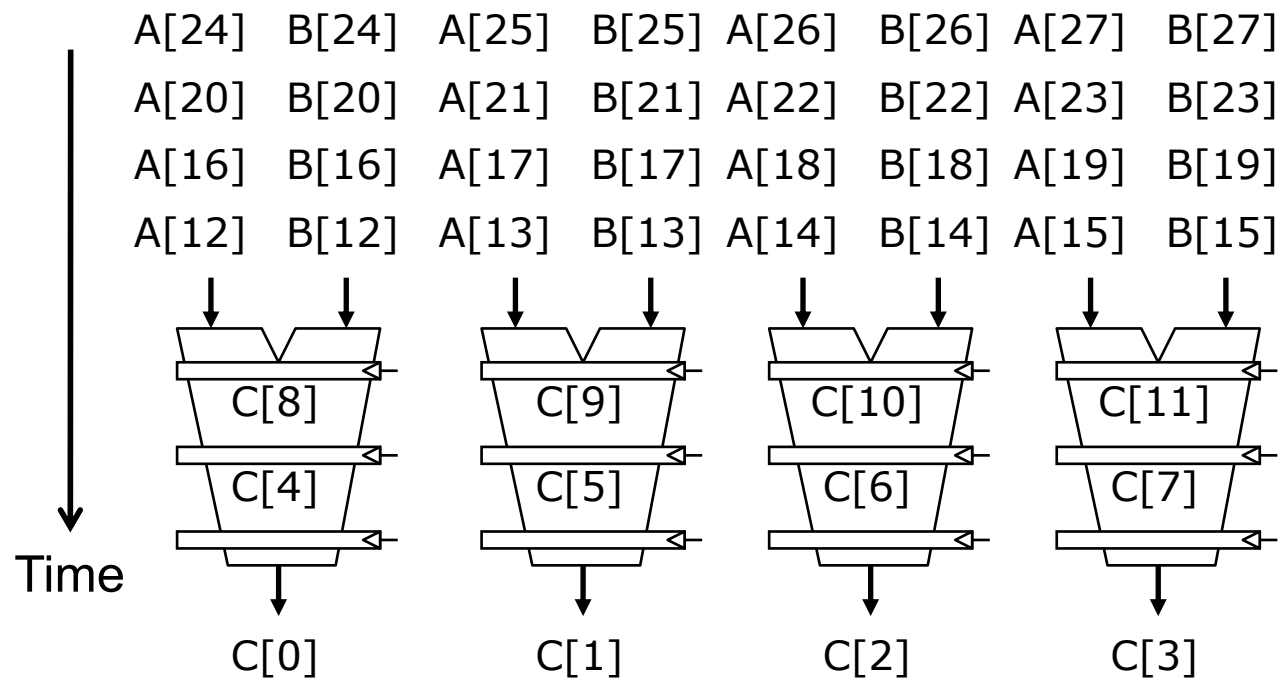 A[24] B[24] A[25] B[25] A[26] B[26] A[27] B[27]
A[20] B[20] A[21] B[21] A[22] B[22] A[23] B[23]
A[16] B[16] A[17] B[17] A[18] B[18] A[19] B[19]
A[12] B[12] A[13] B[13] A[14] B[14] A[15] B[15]
C[8] C[9] C[10] C[11]
C[4] C[5] C[6] C[7]
Time
C[0] C[1] C[2] C[3]